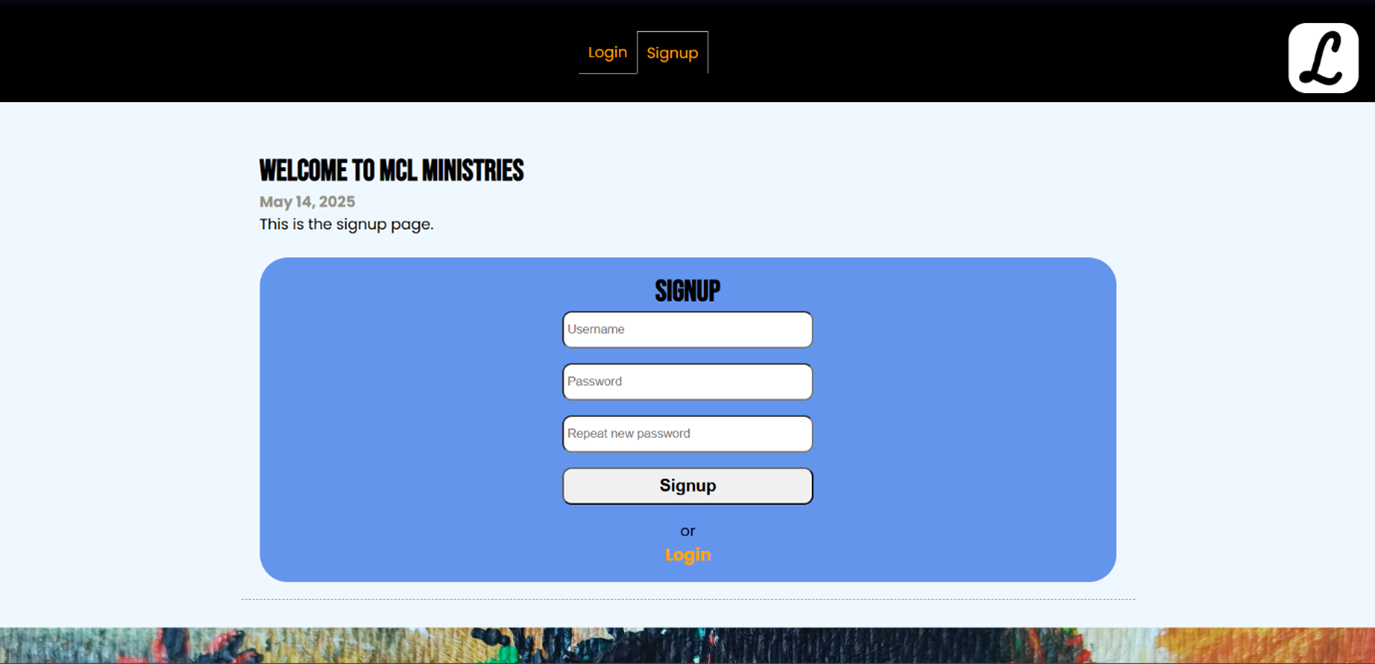 Login Signup
L
WELCOME TO MCL MINISTRIES
May 14, 2025
This is the signup page.
SIGNUP
Username
Password
Repeat new password
Signup
or
Login